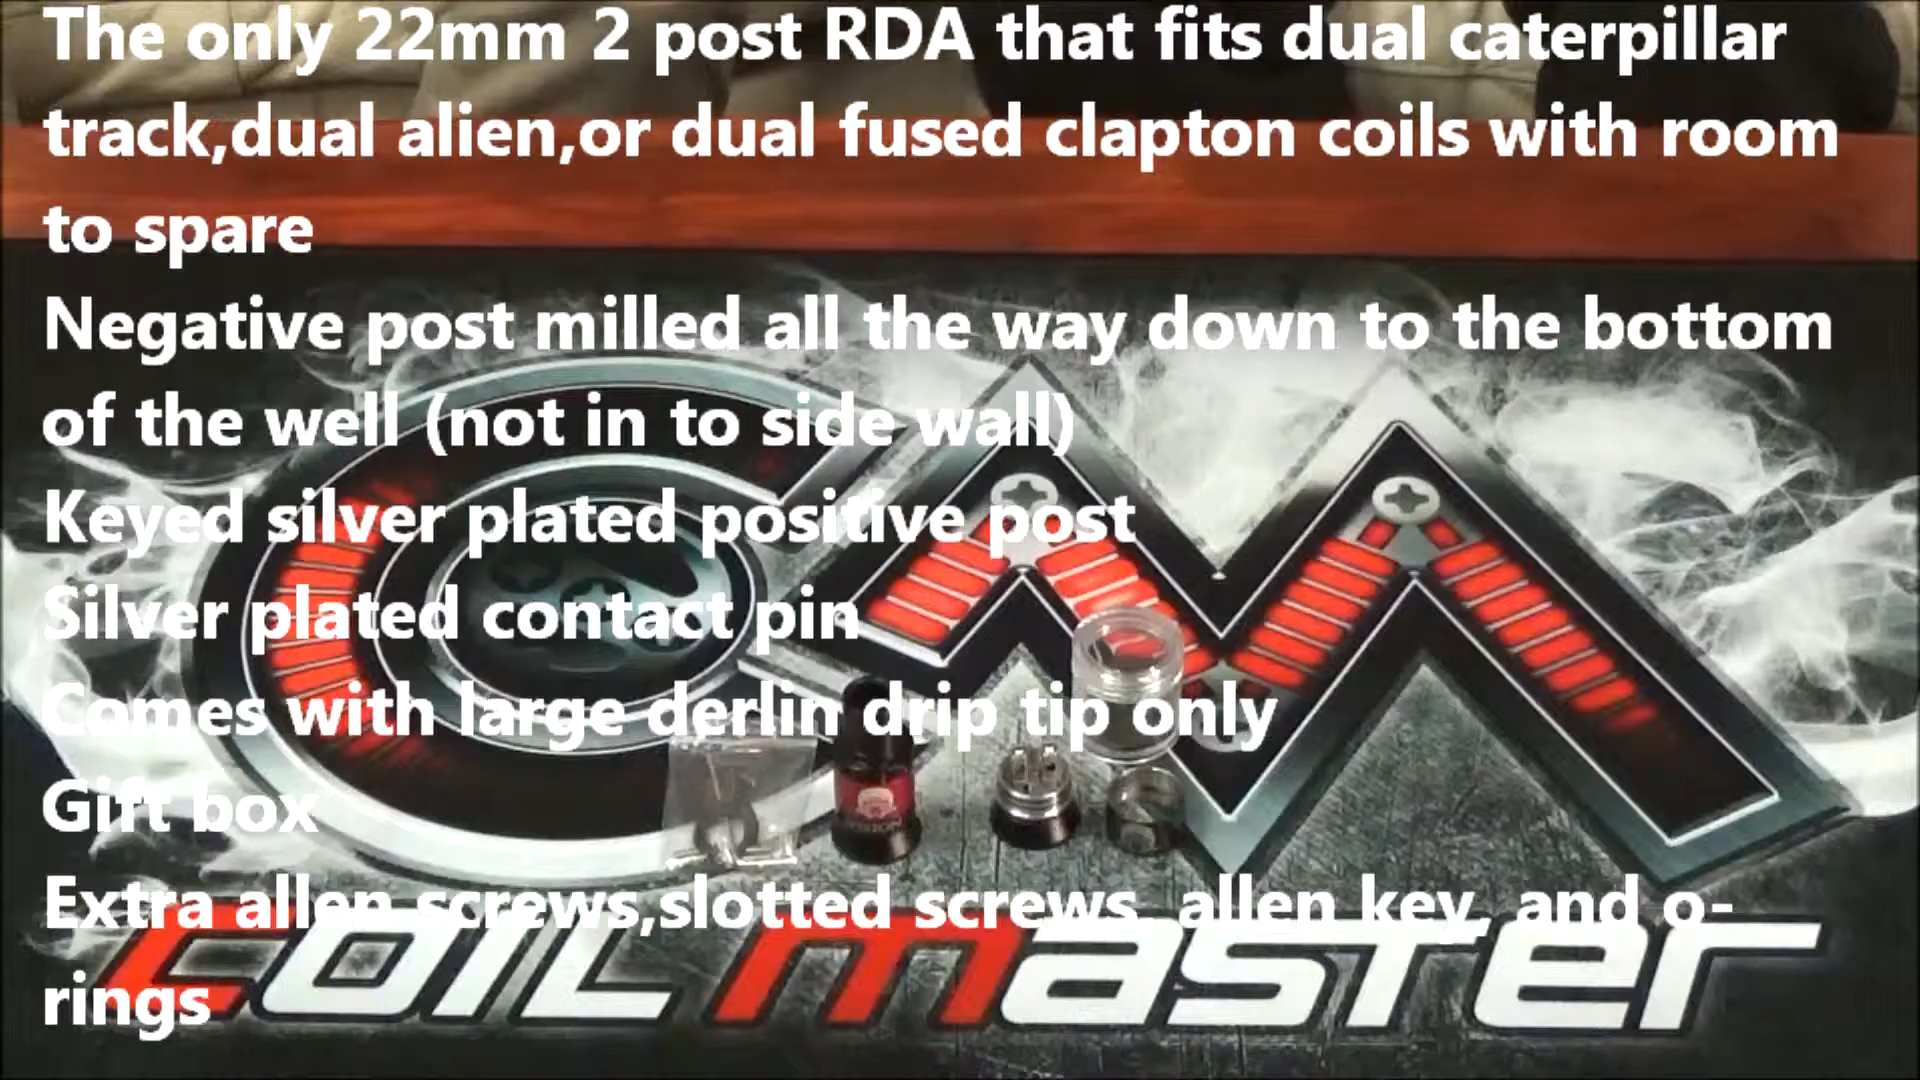 The only 22mm 2 post RDA that fits dual caterpillar
track,dual alien,or dual fused clapton coils with room
to spare
Negative post milled all the way down to the bottom
of the well (not in to side wall)
Keyed silver plated positive post
Silver plated contact pin
Comes with large derlin drip tip only
Gift box
Extra allen screws,slotted screws, allen key, and o-
rings
CM
coil master